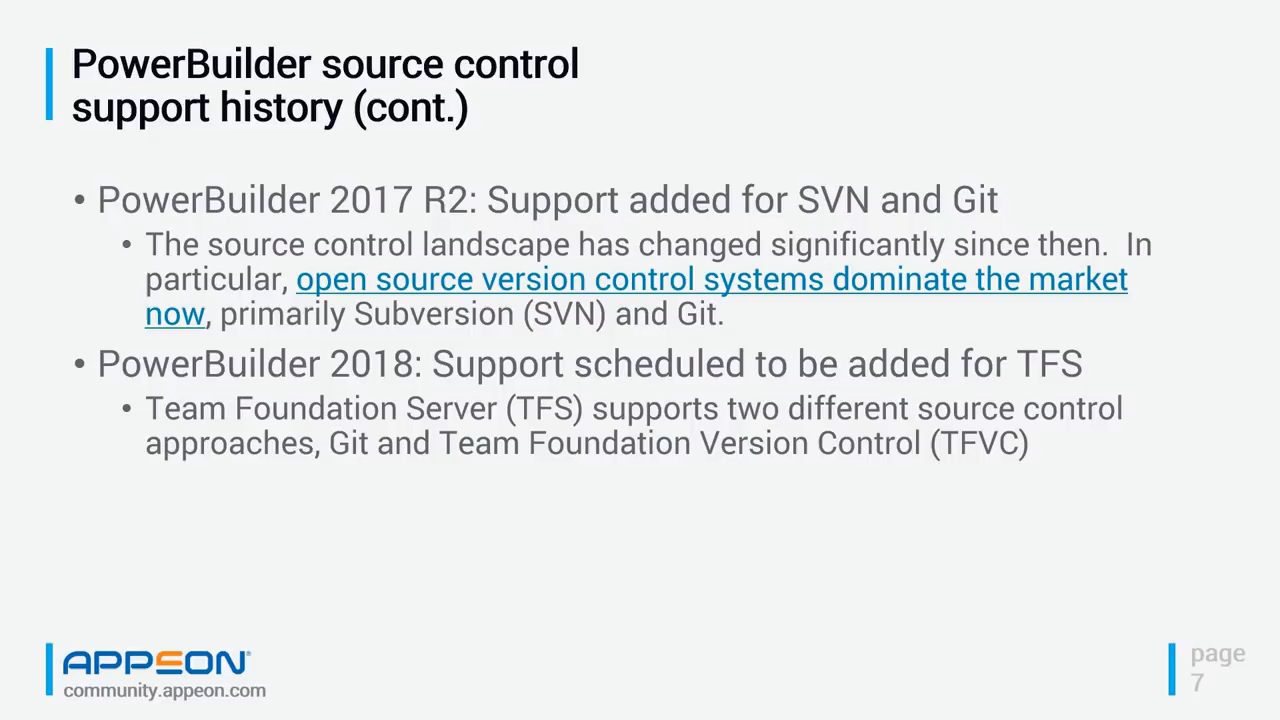 PowerBuilder source control
support history (cont.)
• PowerBuilder 2017 R2: Support added for SVN and Git
• The source control landscape has changed significantly since then.  In
particular, open source version control systems dominate the market
now, primarily Subversion (SVN) and Git.
• PowerBuilder 2018: Support scheduled to be added for TFS
• Team Foundation Server (TFS) supports two different source control
approaches, Git and Team Foundation Version Control (TFVC)
APPEON®
community.appeon.com
page
7